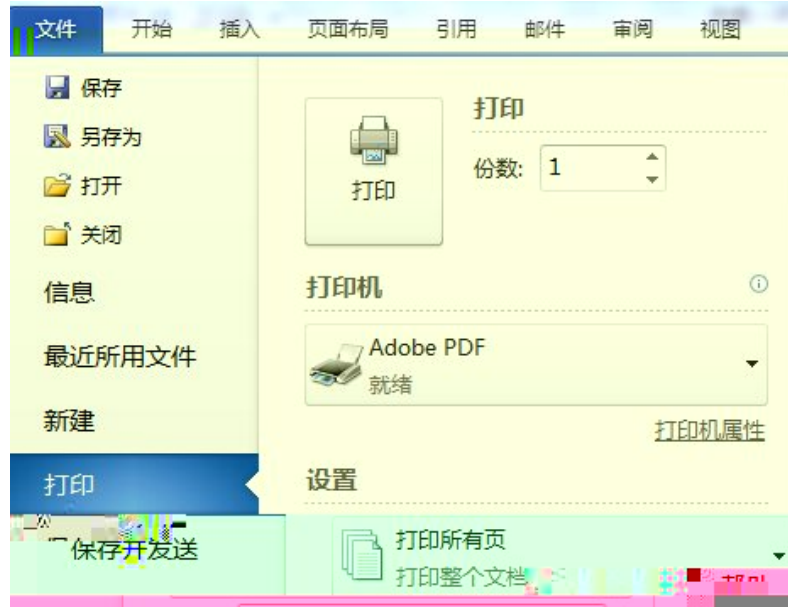 文件 开始 插入 页面布局 引用 邮件 审阅 视图
保存
另存为
打开
关闭
信息
最近所用文件
新建
打印
保存并发送
打印
打印
份数: 1
打印机
Adobe PDF
就绪
打印机属性
设置
打印所有页
打印整个文档